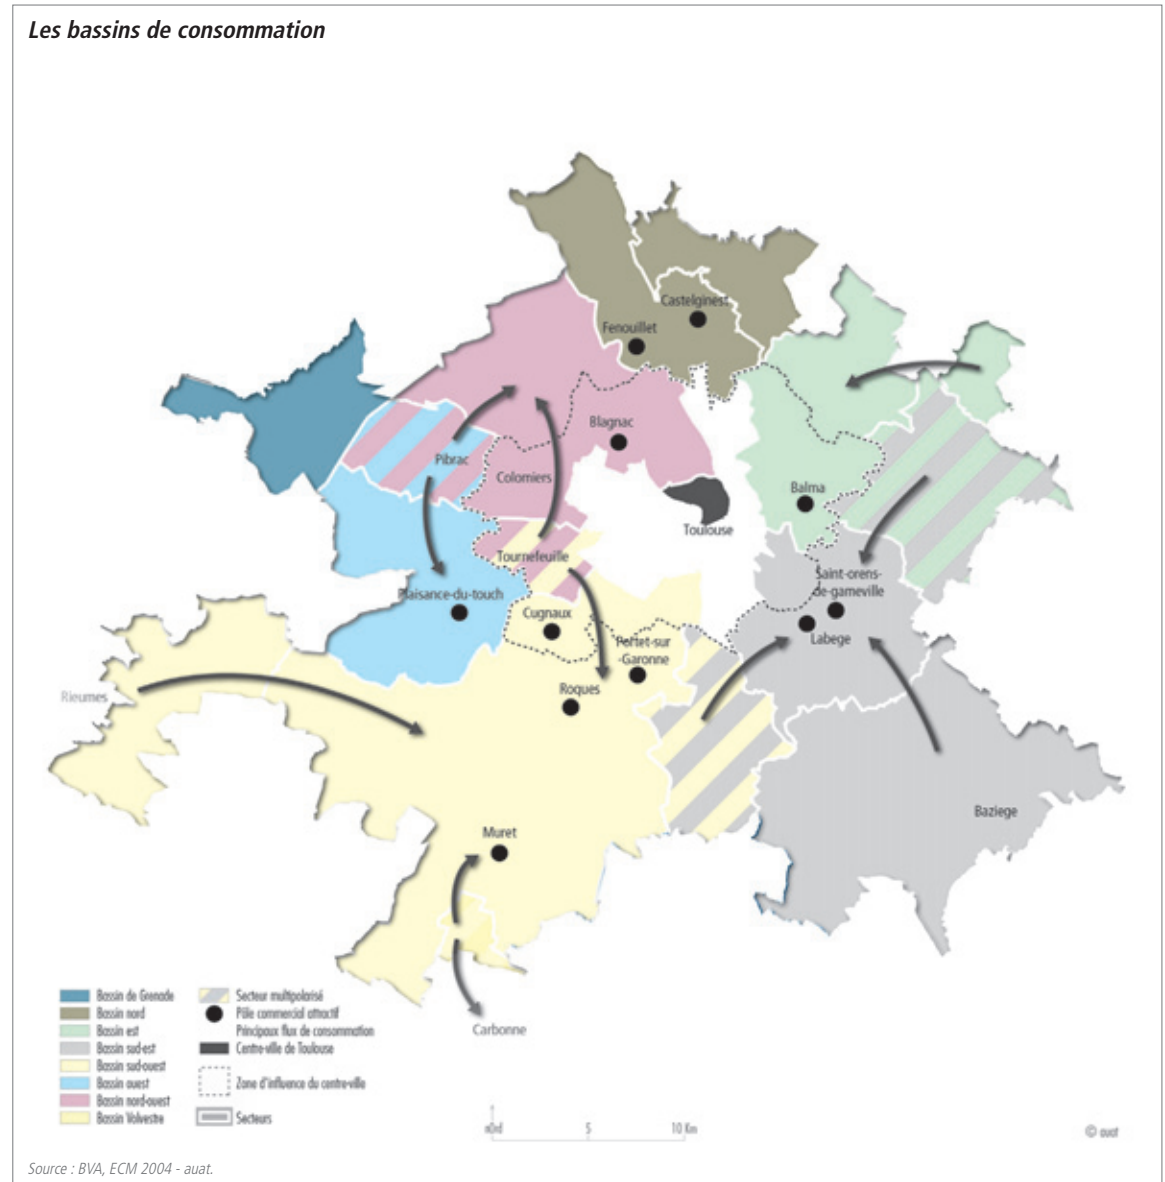 Les bassins de consommation
Castelginest
Fenouillet
Blagnac
Pibrac
Colomiers
Balma
Toulouse
Tournefeuille
Saint-orens-
de-gameville
Plaisance-du-touch
Cugnaux
Labege
Portet-sur
-Garonne
Roques
Rieumes
Baziege
Muret
Carbonne
Bassin de Grenade
Bassin nord
Bassin est
Bassin sud-est
Bassin sud-ouest
Bassin ouest
Bassin nord-ouest
Bassin Volvestre
Secteur multipolarisé
Pôle commercial attractif
Principaux flux de consommation
Centre-ville de Toulouse
Zone d'influence du centre-ville
Secteurs
5
10 Km
© auat
Source : BVA, ECM 2004 - auat.